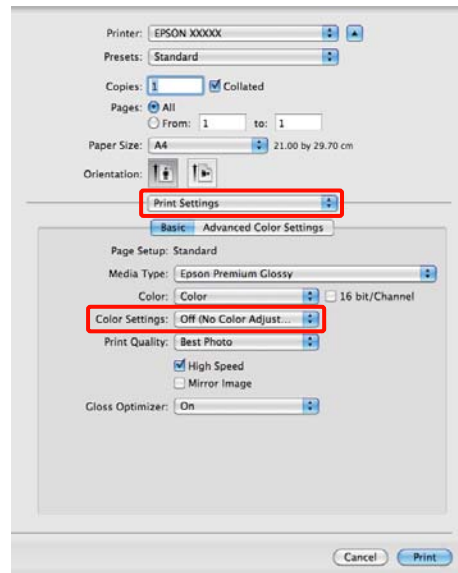 Printer: EPSON XXXXX
Presets: Standard
Copies: 1 Collated
Pages: All
From: 1 to: 1
Paper Size: A4 21.00 by 29.70 cm
Orientation:
Print Settings
Basic Advanced Color Settings
Page Setup: Standard
Media Type: Epson Premium Glossy
Color: Color 16 bit/Channel
Color Settings: Off (No Color Adjust...
Print Quality: Best Photo
High Speed
Mirror Image
Gloss Optimizer: On
Cancel Print